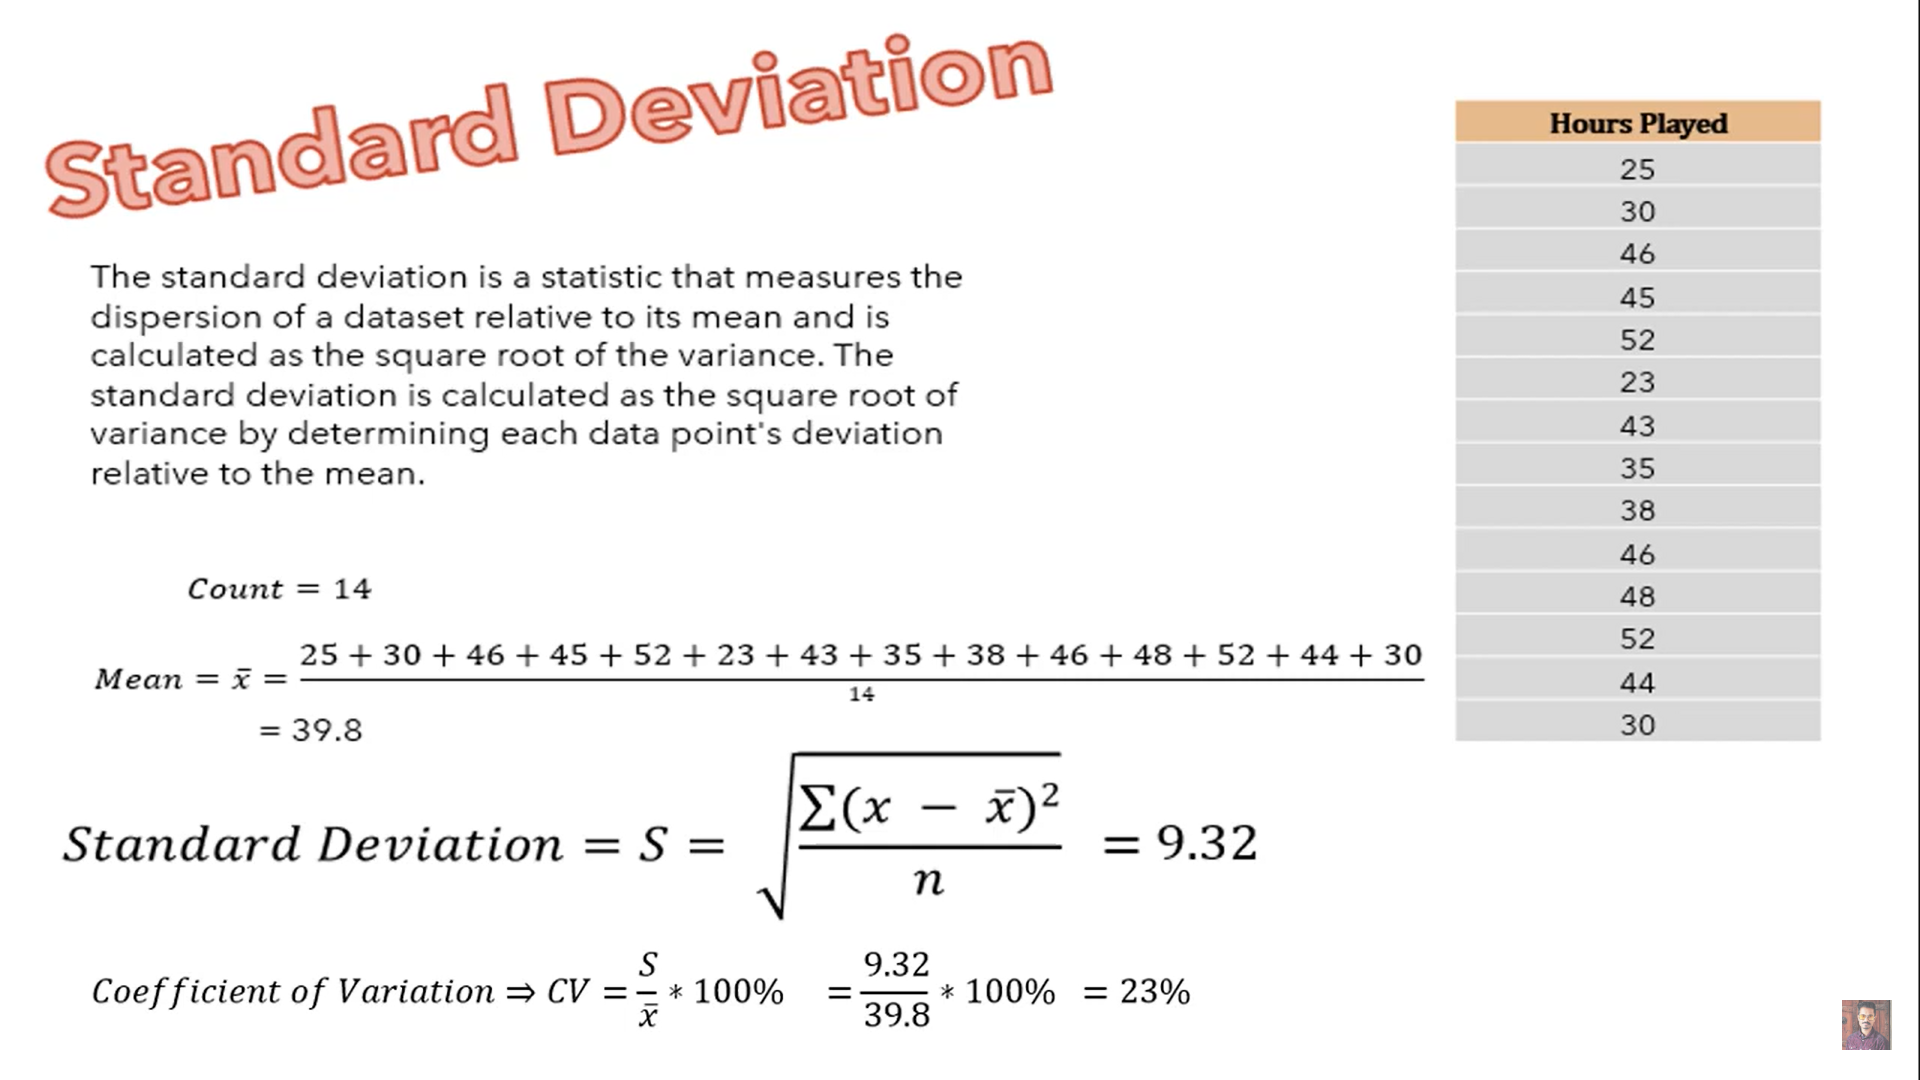 Standard Deviation
The standard deviation is a statistic that measures the
dispersion of a dataset relative to its mean and is
calculated as the square root of the variance. The
standard deviation is calculated as the square root of
variance by determining each data point's deviation
relative to the mean.
Count = 14
Mean = x̄ = (25 + 30 + 46 + 45 + 52 + 23 + 43 + 35 + 38 + 46 + 48 + 52 + 44 + 30) / 14
= 39.8
Standard Deviation = S = √(∑(x − x̄)² / n) = 9.32
Coefficient of Variation ⇒ CV = S/x̄ * 100% = 9.32/39.8 * 100% = 23%
Hours Played
25
30
46
45
52
23
43
35
38
46
48
52
44
30